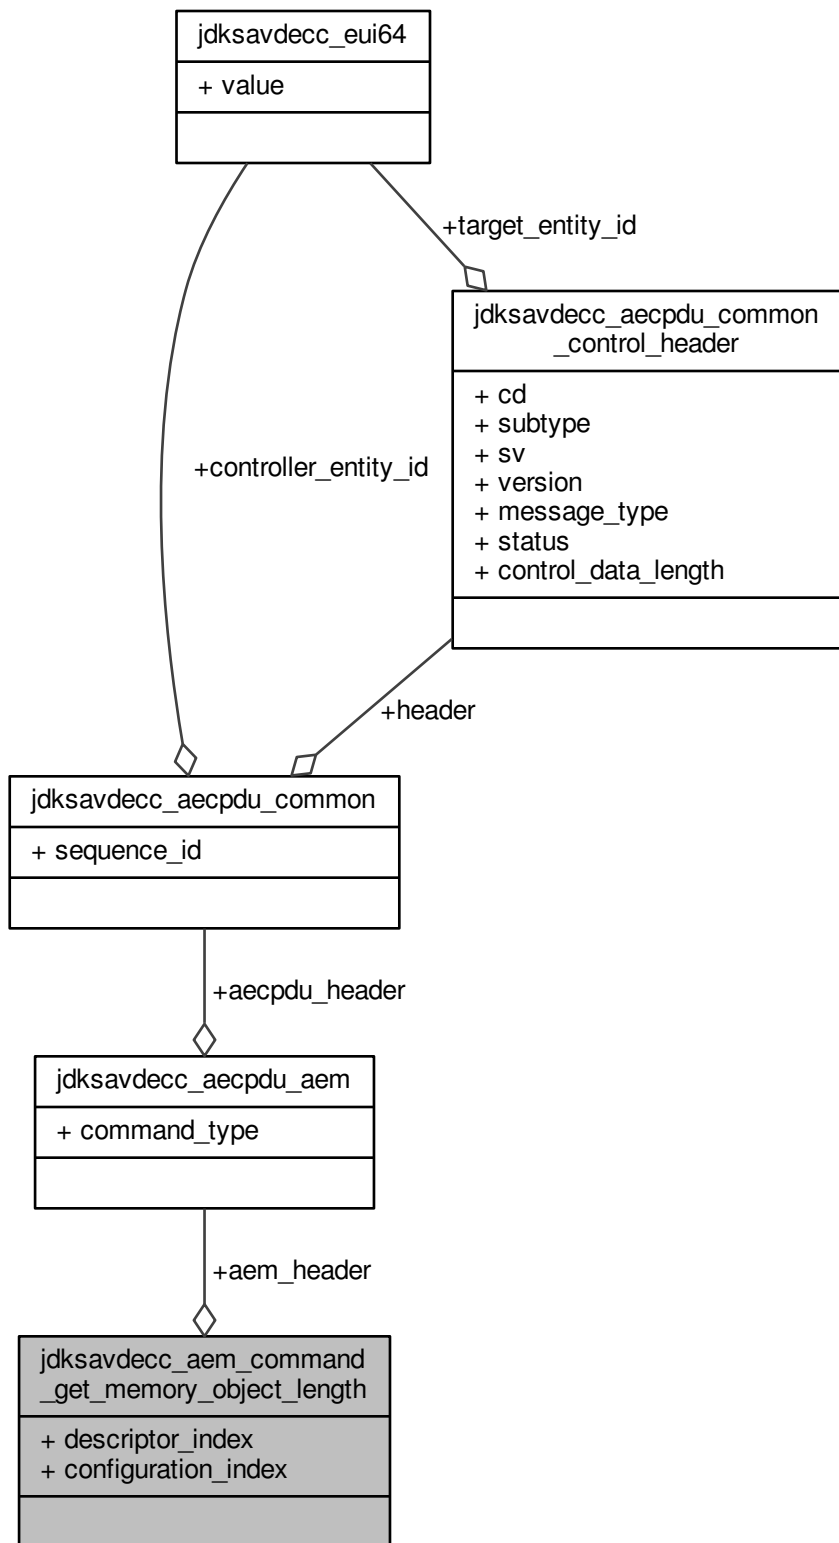 jdksavdecc_eui64
+ value
+target_entity_id
jdksavdecc_aecpdu_common
_control_header
+ cd
+ subtype
+ sv
+ version
+ message_type
+ status
+ control_data_length
+controller_entity_id
+header
jdksavdecc_aecpdu_common
+ sequence_id
+aecpdu_header
jdksavdecc_aecpdu_aem
+ command_type
+aem_header
jdksavdecc_aem_command
_get_memory_object_length
+ descriptor_index
+ configuration_index